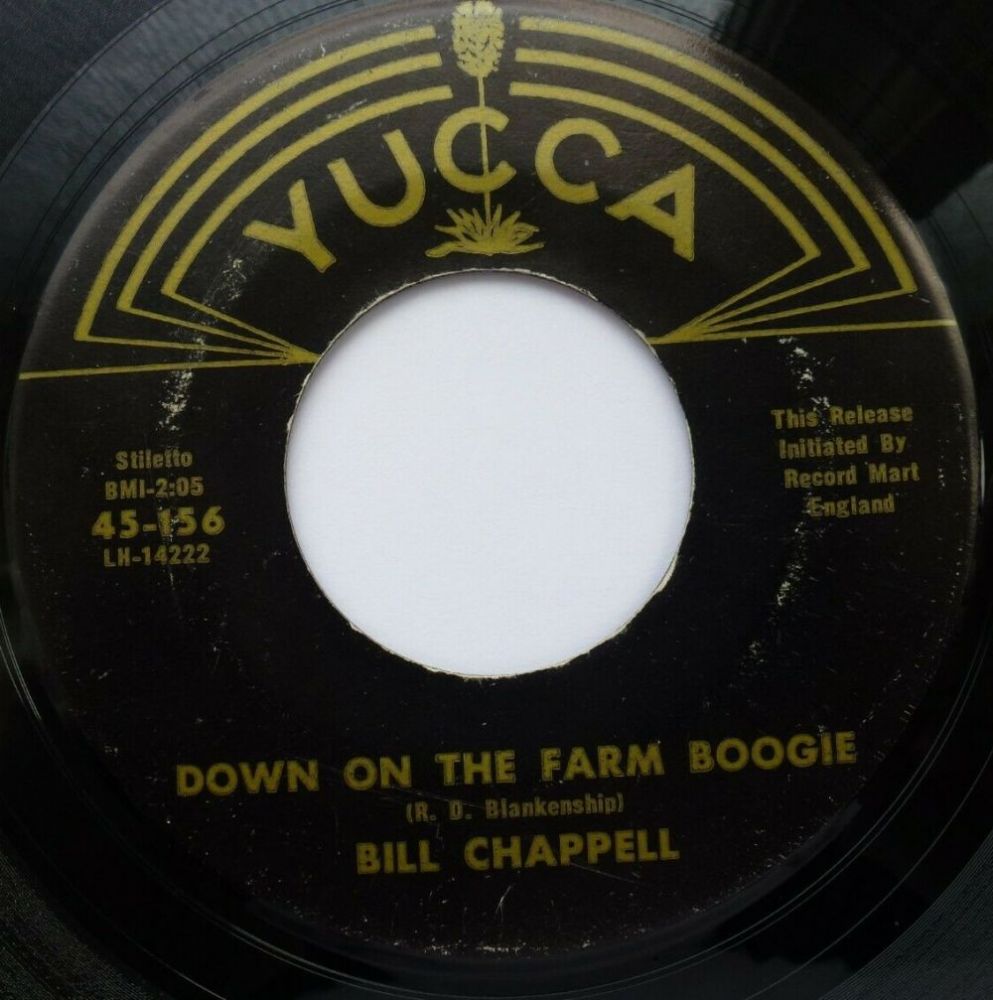 YUCCA
Stiletto
BMI-2:05
45-156
LH-14222
This Release
Initiated By
Record Mart
England
DOWN ON THE FARM BOOGIE
(R. D. Blankenship)
BILL CHAPPELL